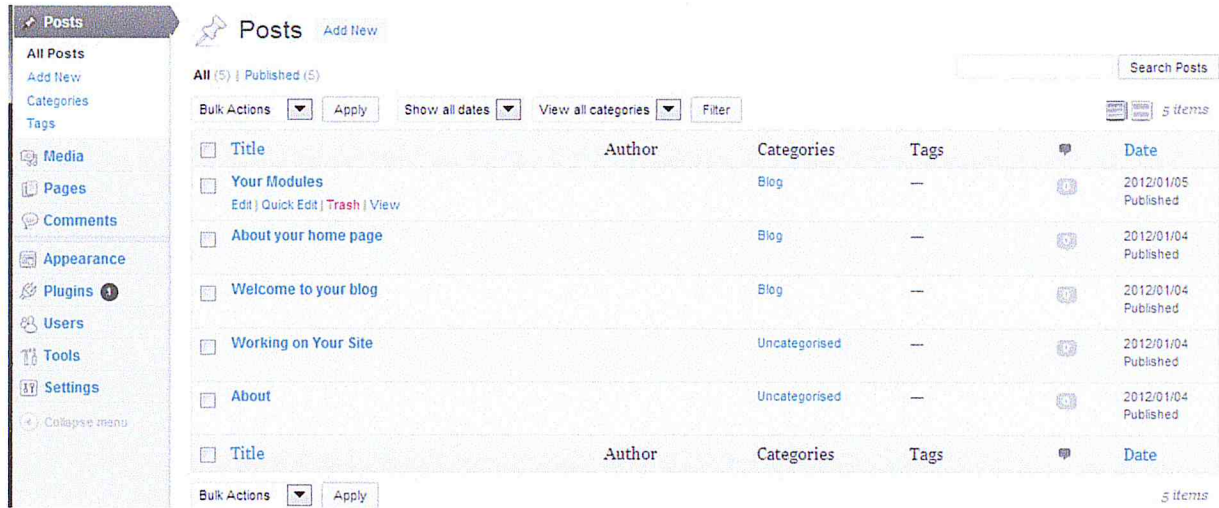 Posts
All Posts
Add New
Categories
Tags
Media
Pages
Comments
Appearance
Plugins 1
Users
Tools
Settings
Collapse menu
Posts Add New
All (5) | Published (5)
Search Posts
Bulk Actions Apply Show all dates View all categories Filter 5 items
Title Author Categories Tags Date
Your Modules Blog — 2012/01/05
Edit | Quick Edit | Trash | View Published
About your home page Blog — 2012/01/04
Published
Welcome to your blog Blog — 2012/01/04
Published
Working on Your Site Uncategorised — 2012/01/04
Published
About Uncategorised — 2012/01/04
Published
Title Author Categories Tags Date
Bulk Actions Apply 5 items